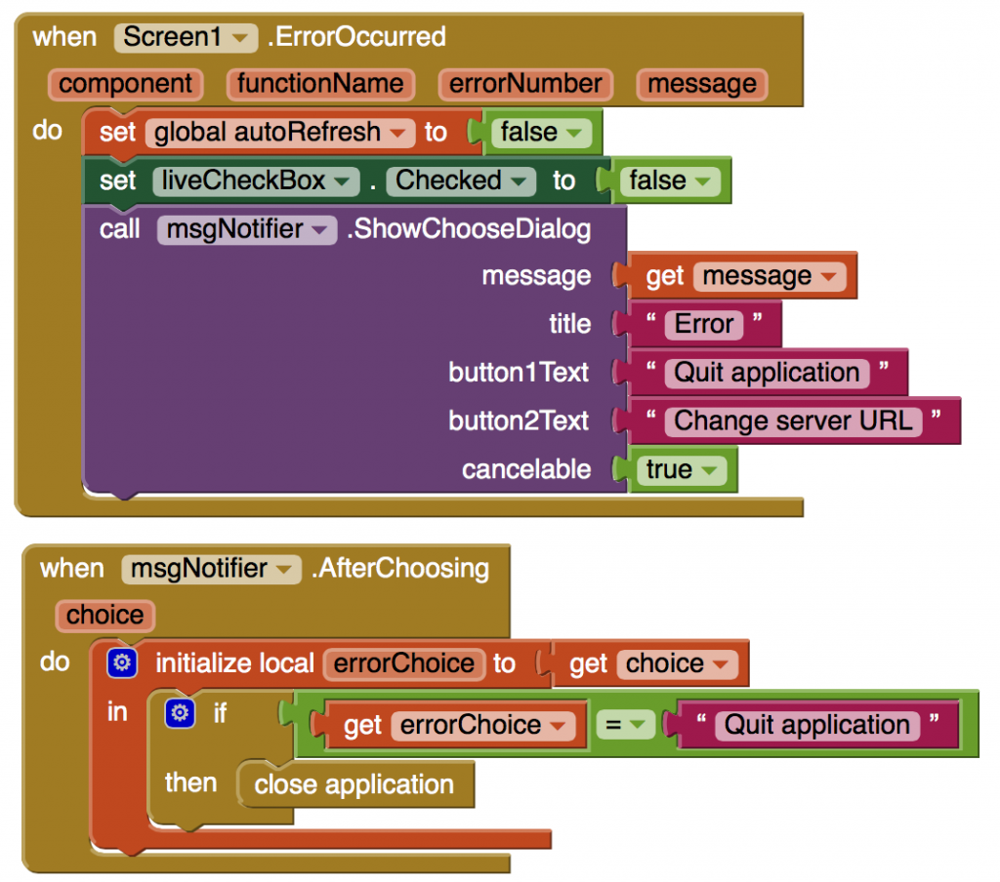 when Screen1 .ErrorOccurred
component functionName errorNumber message
do set global autoRefresh to false
set liveCheckBox . Checked to false
call msgNotifier .ShowChooseDialog
message get message
title “ Error ”
button1Text “ Quit application ”
button2Text “ Change server URL ”
cancelable true
when msgNotifier .AfterChoosing
choice
do initialize local errorChoice to get choice
in if get errorChoice = “ Quit application ”
then close application